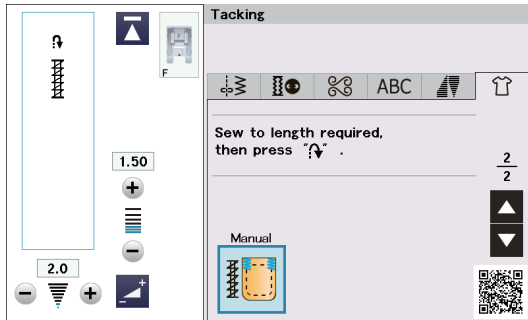 Tacking
F
ABC
Sew to length required,
then press "↷" .
1.50
2
2
Manual
2.0